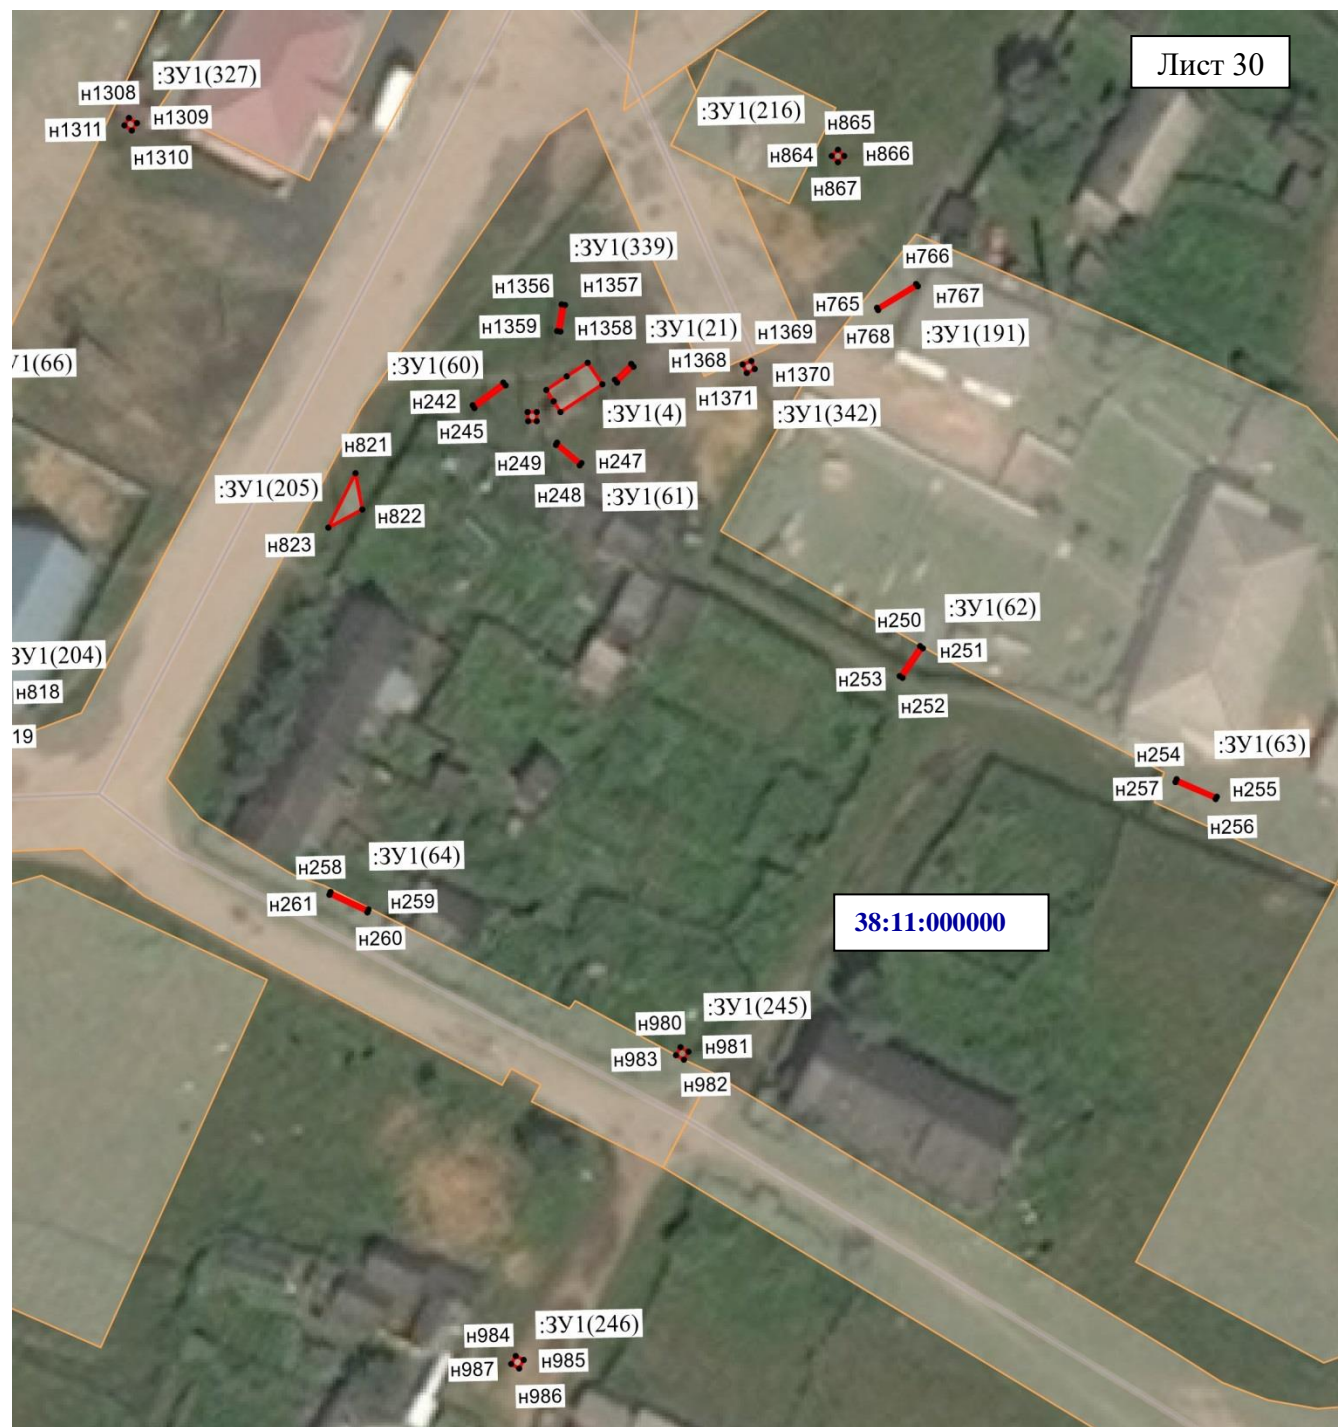 Лист 30
:ЗУ1(327)
н1308
н1309
н1311
н1310
:ЗУ1(216)
н865
н864
н866
н867
:ЗУ1(339)
н766
н1356
н1357
н765
н767
н1359
н1358
:ЗУ1(21)
н1369
н768
:ЗУ1(191)
У1(66)
:ЗУ1(60)
н1368
н1370
н242
н1371
:ЗУ1(4)
:ЗУ1(342)
н245
н821
н249
н247
:ЗУ1(205)
н248
:ЗУ1(61)
н822
н823
:ЗУ1(62)
н250
н251
ЗУ1(204)
н253
н818
н252
19
:ЗУ1(63)
н254
н257
н255
н256
:ЗУ1(64)
н258
н261
н259
н260
38:11:000000
:ЗУ1(245)
н980
н981
н983
н982
:ЗУ1(246)
н984
н985
н987
н986